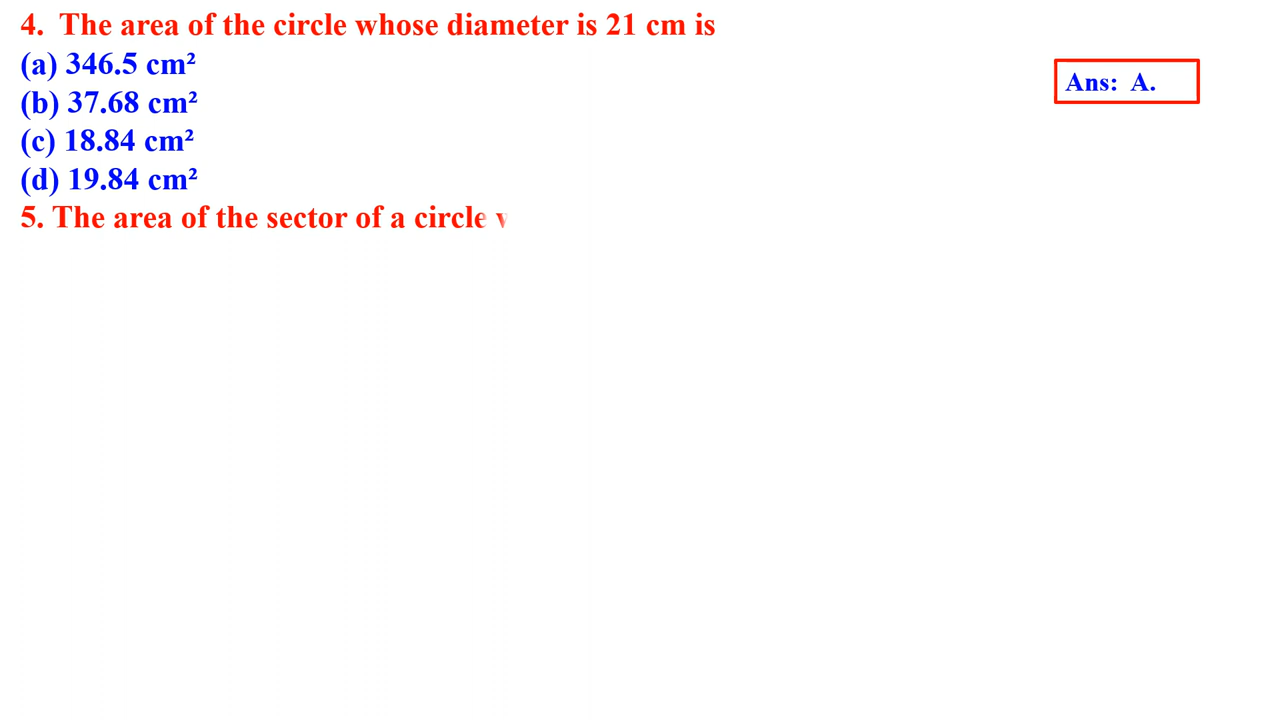 4. The area of the circle whose diameter is 21 cm is
(a) 346.5 cm²
Ans: A.
(b) 37.68 cm²
(c) 18.84 cm²
(d) 19.84 cm²
5. The area of the sector of a circle